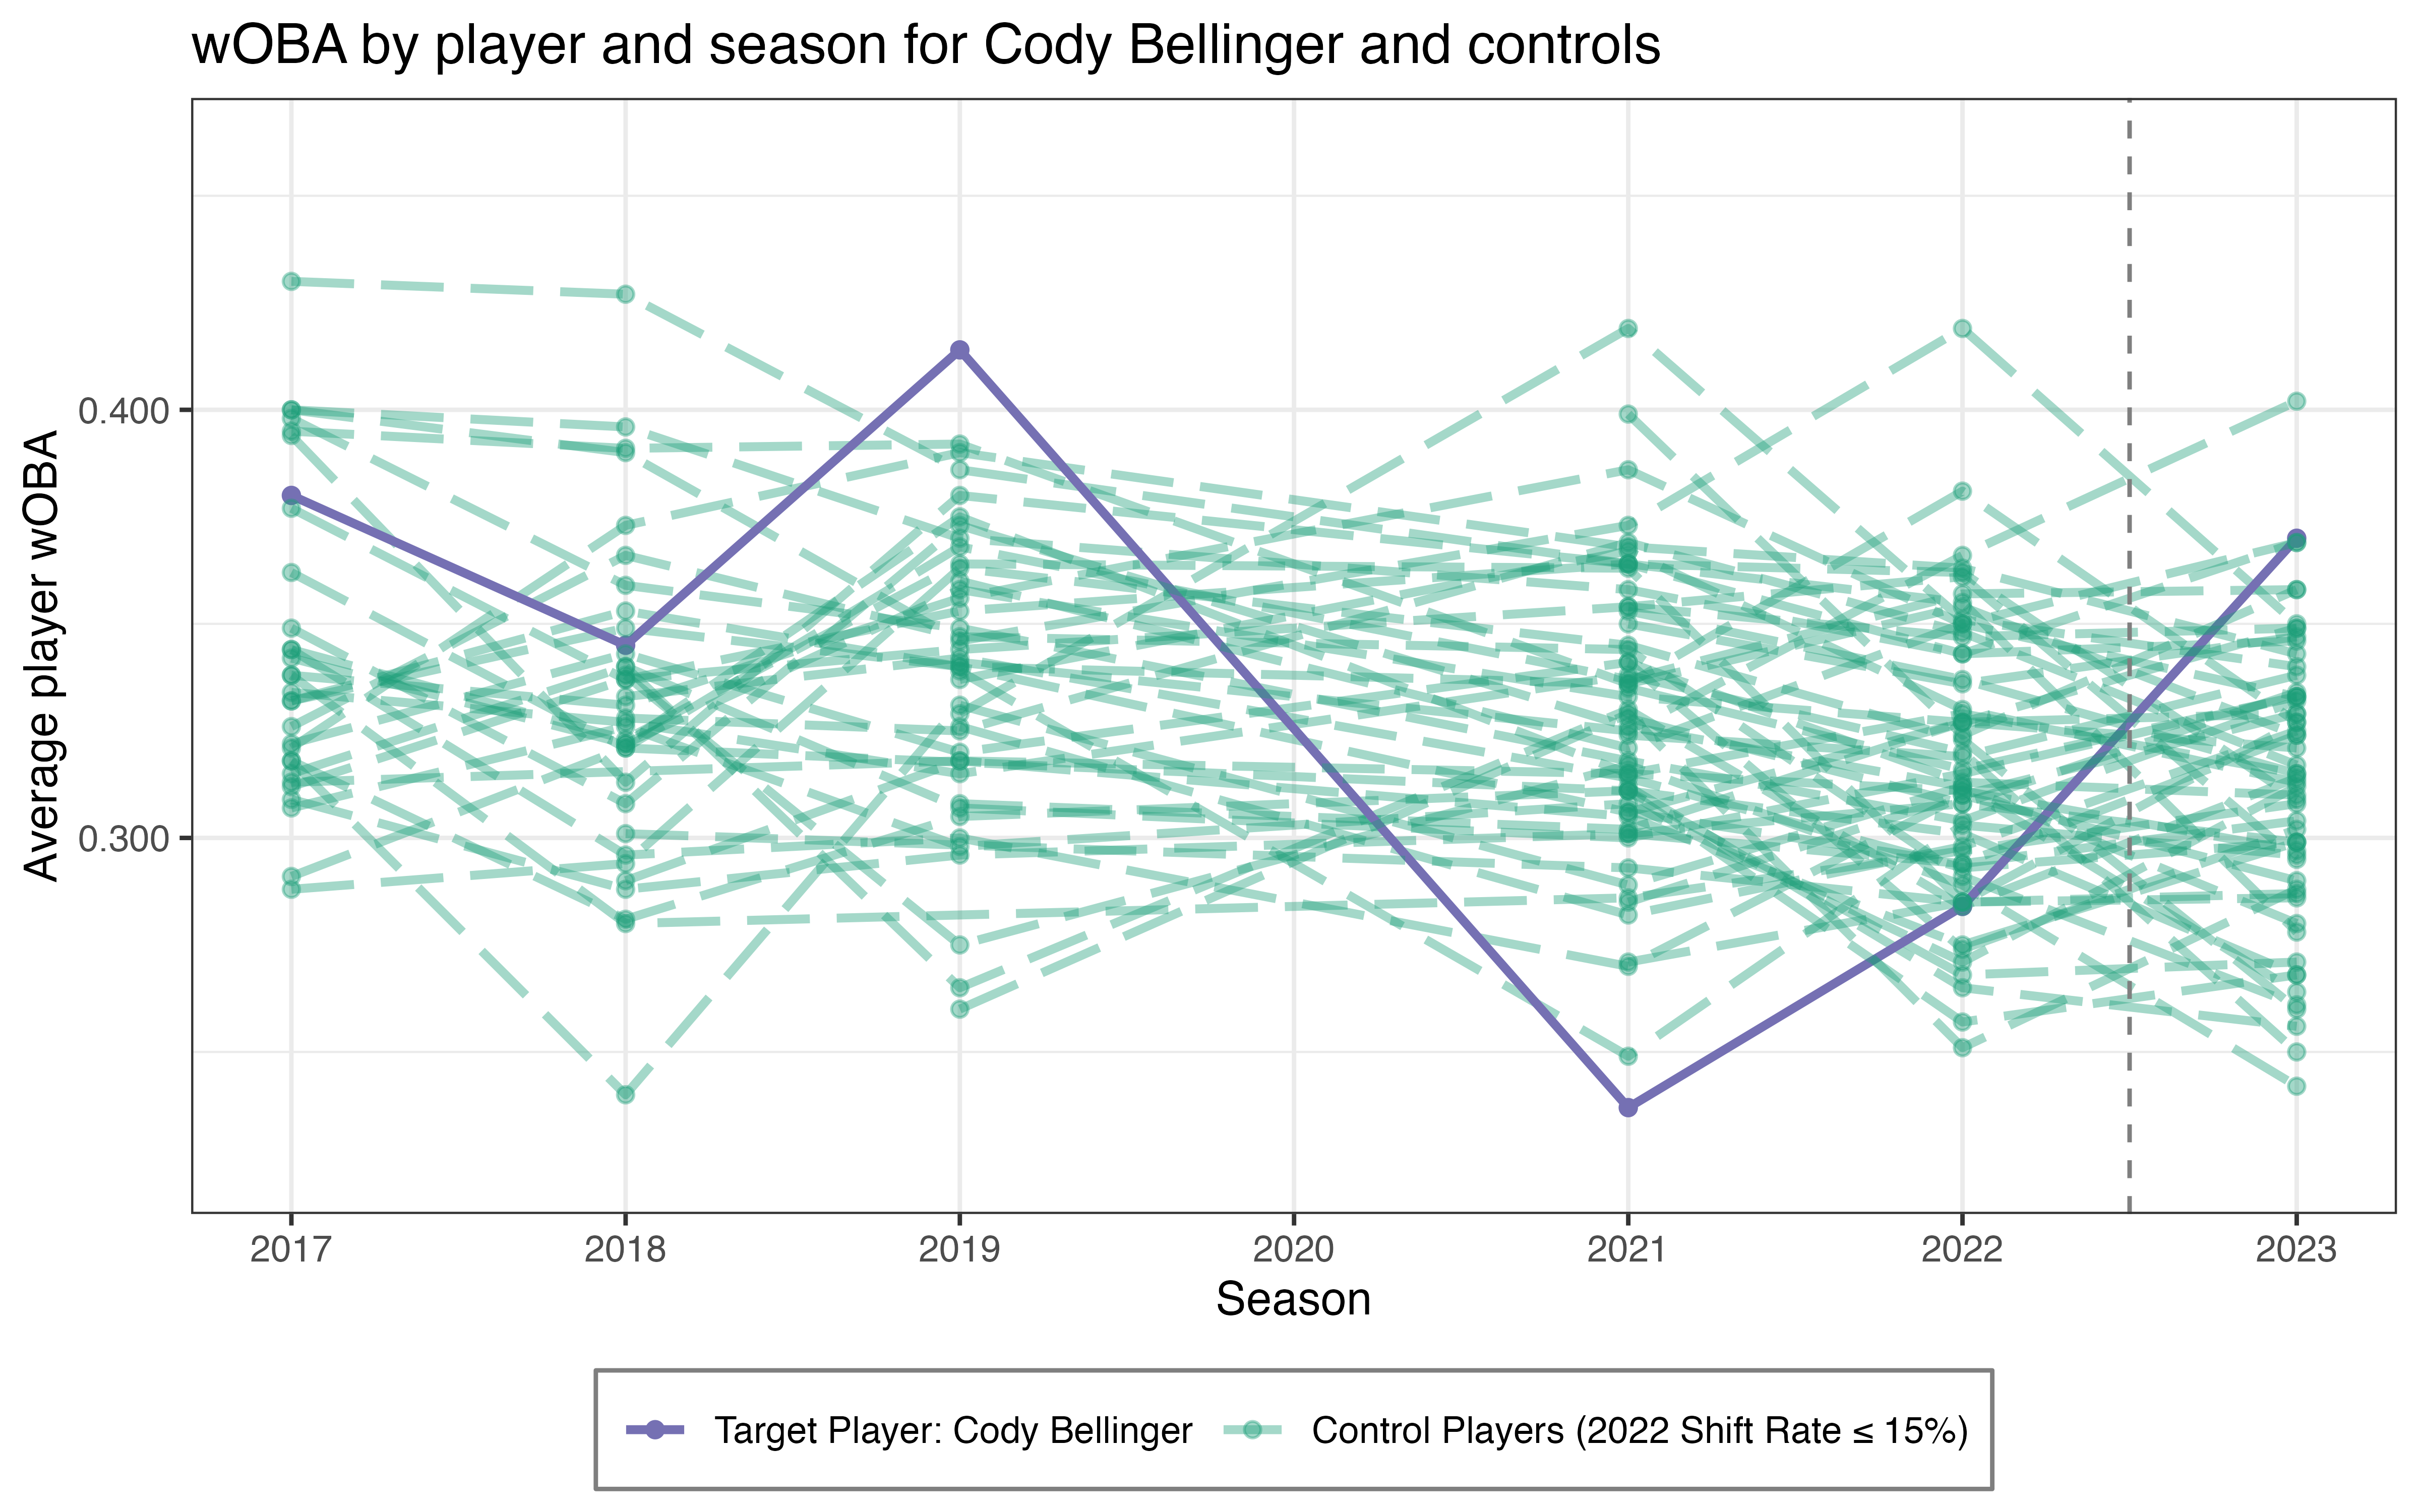 wOBA by player and season for Cody Bellinger and controls
Average player wOBA
0.400
0.300
2017 2018 2019 2020 2021 2022 2023
Season
Target Player: Cody Bellinger Control Players (2022 Shift Rate ≤ 15%)